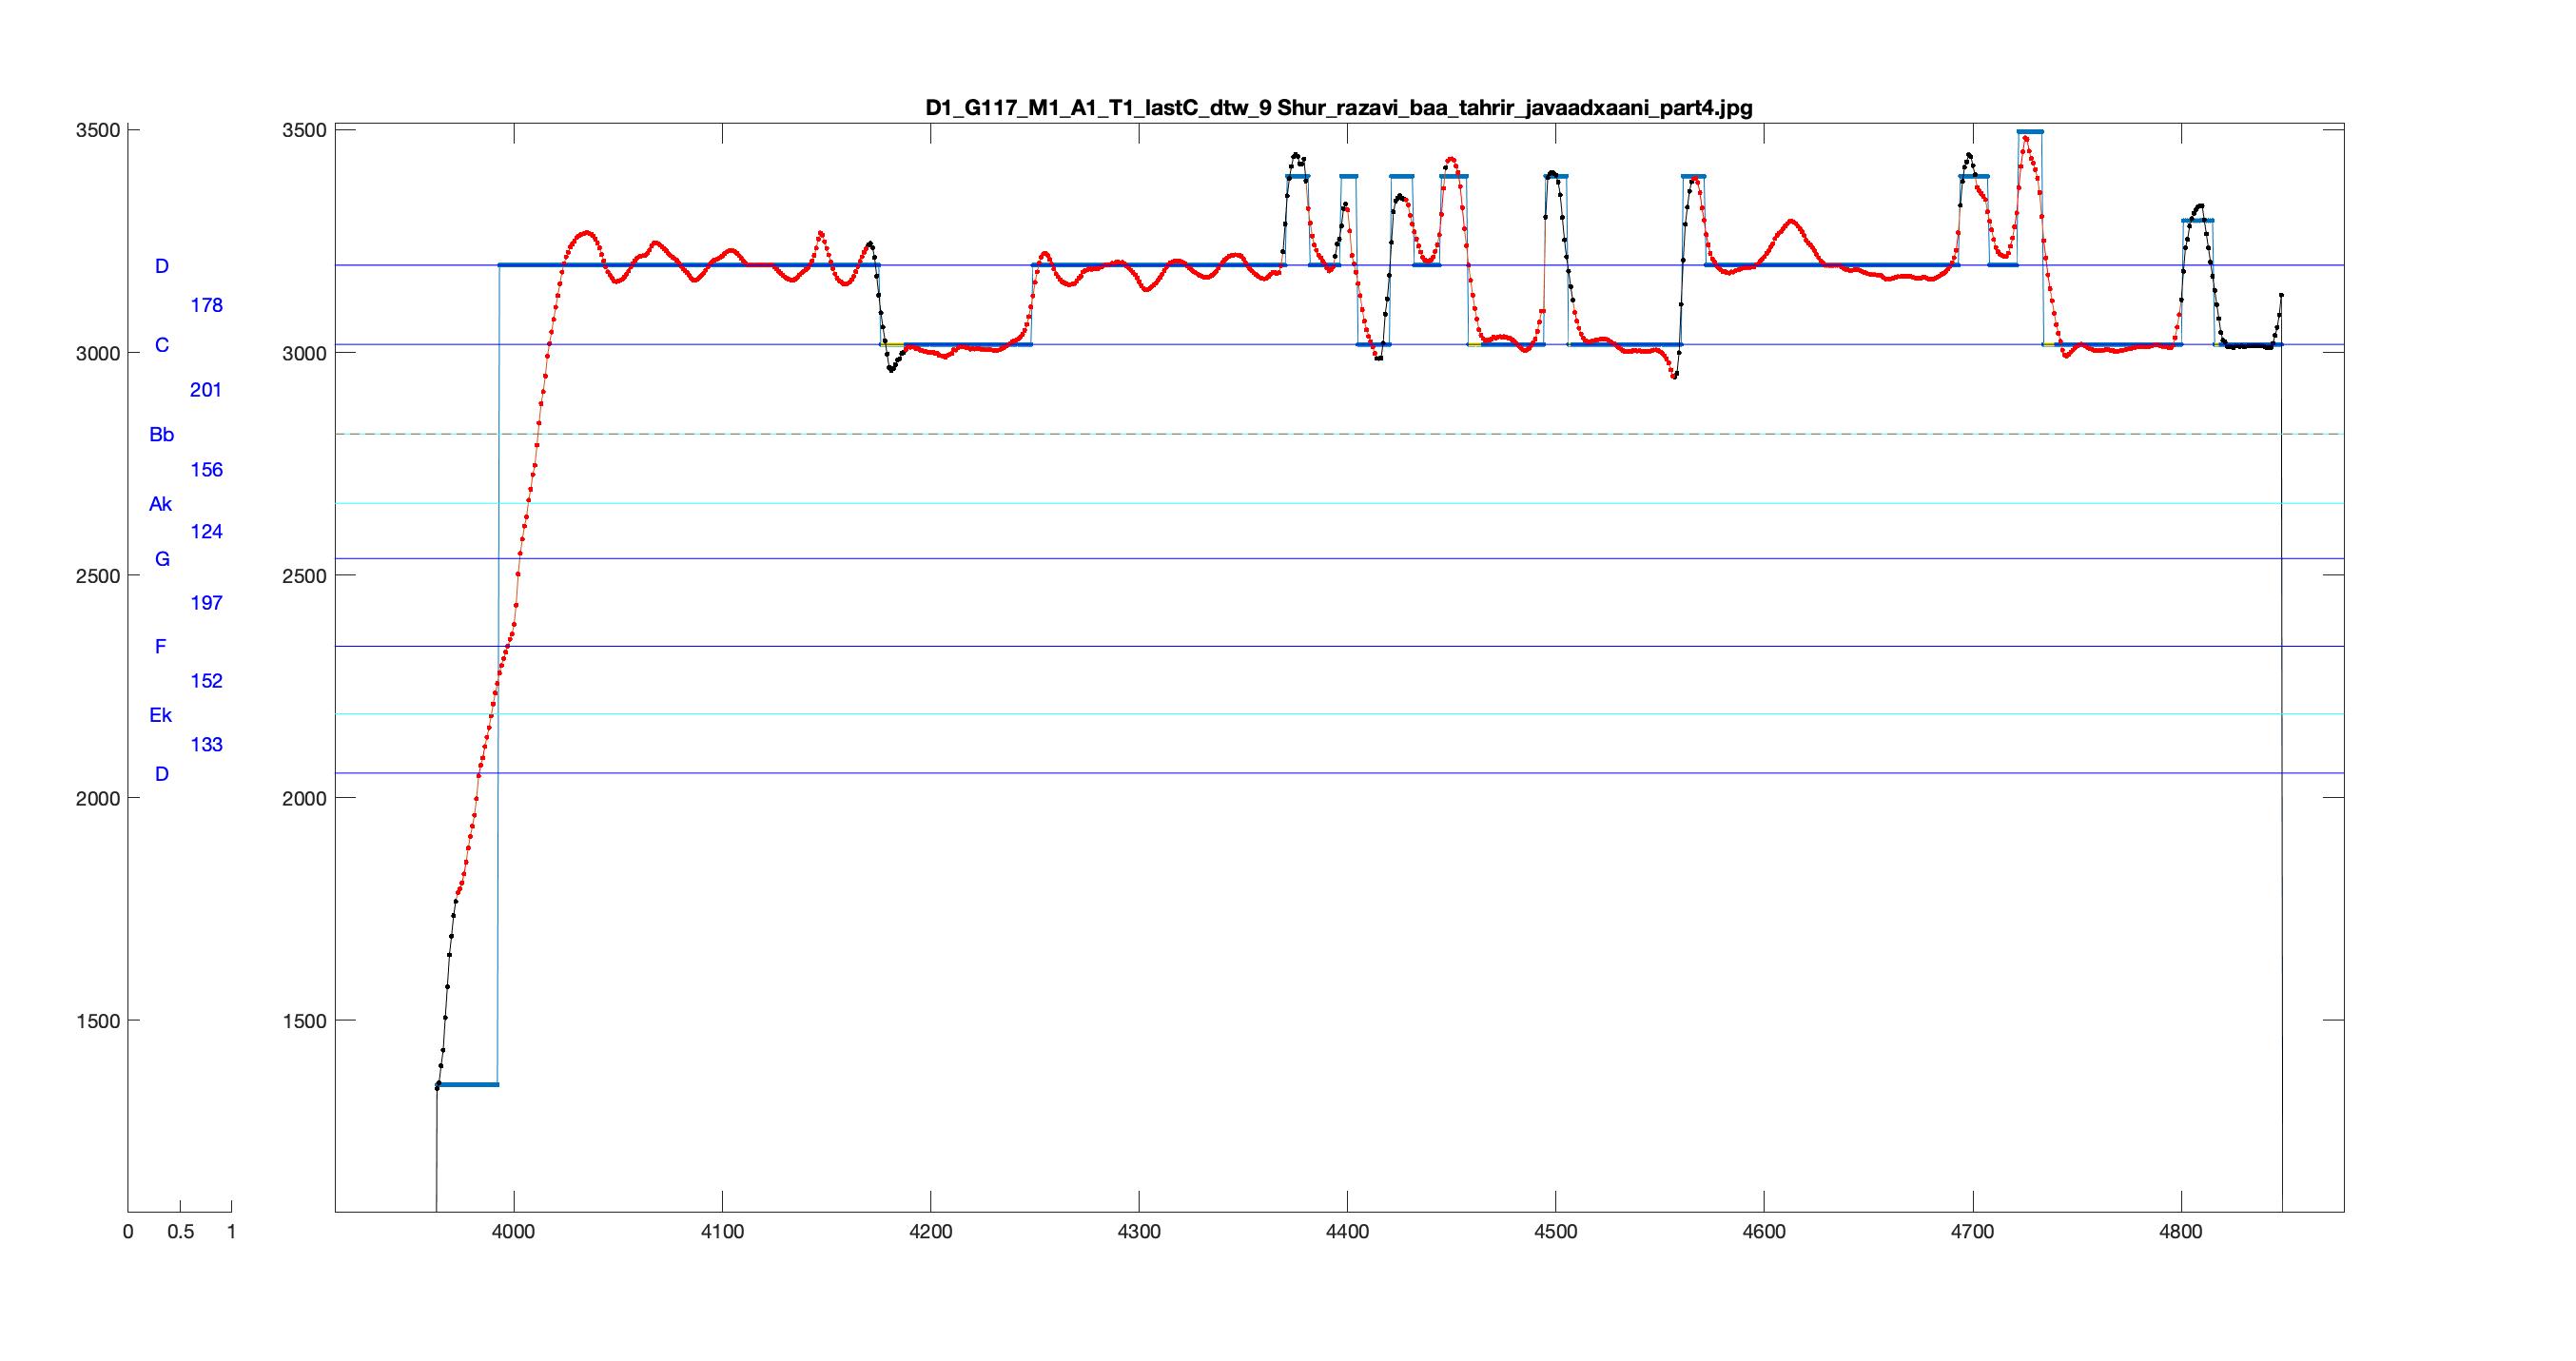 D1_G117_M1_A1_T1_lastC_dtw_9 Shur_razavi_baa_tahrir_javaadxaani_part4.jpg
3500 3500
D
178
C
3000 3000
201
Bb
156
Ak
124
G
2500 2500
197
F
152
Ek
133
D
2000 2000
1500 1500
0 0.5 1 4000 4100 4200 4300 4400 4500 4600 4700 4800